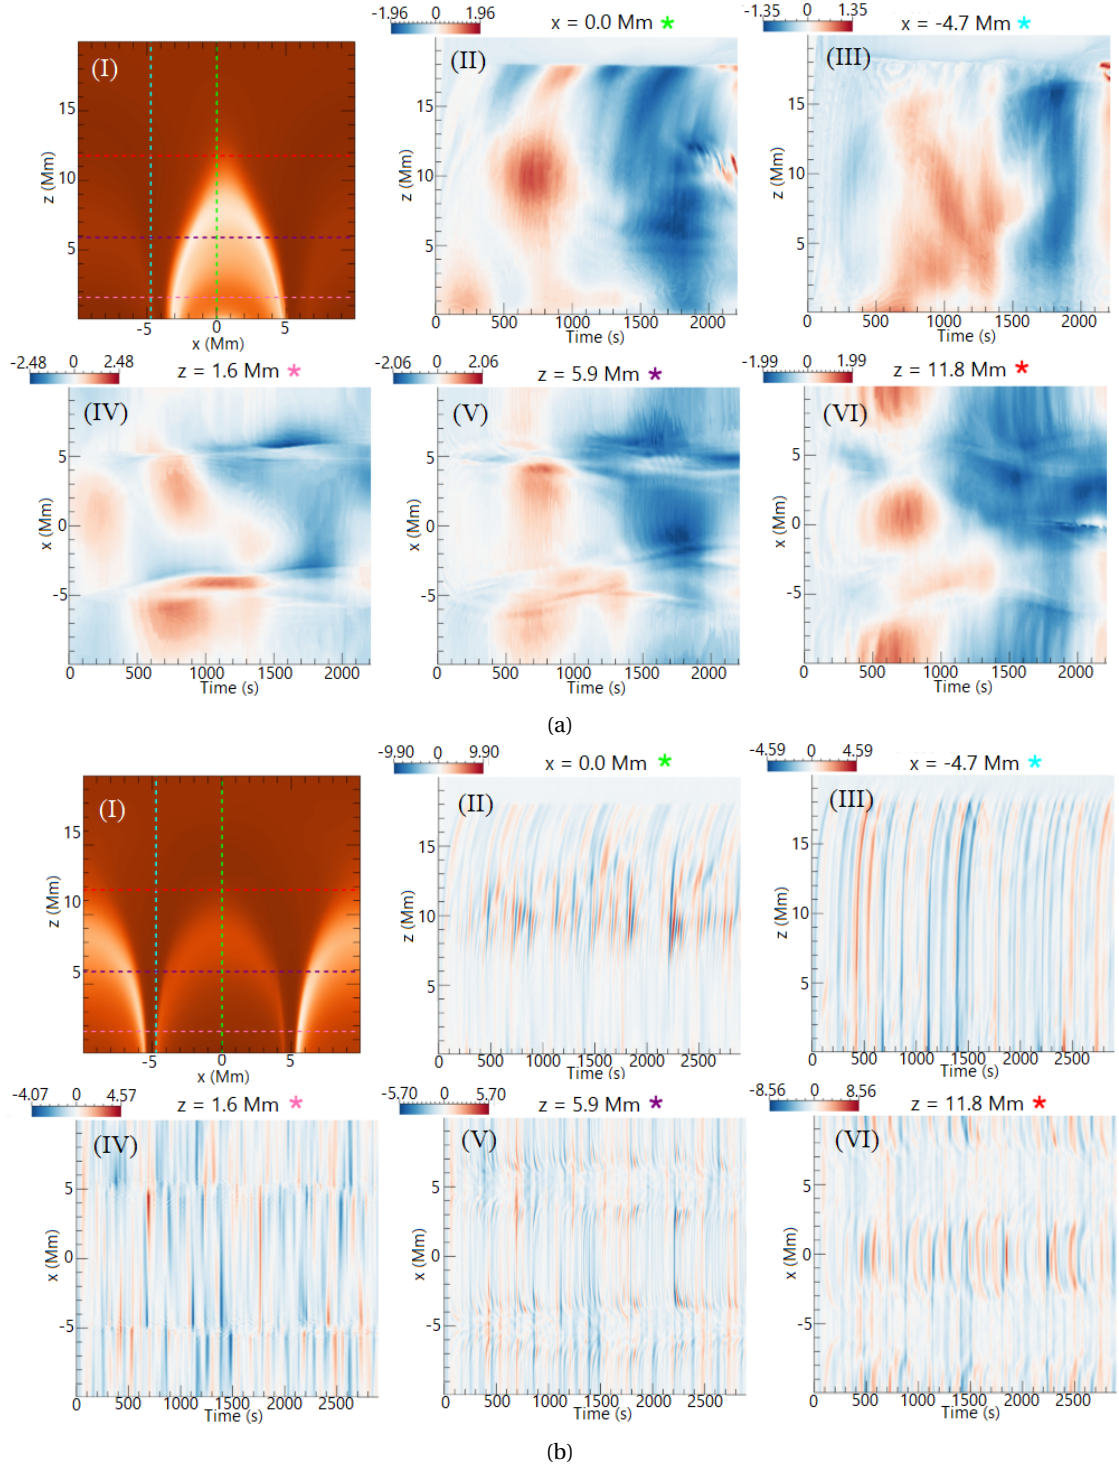 -1.96 0 1.96
x = 0.0 Mm *
-1.35 0 1.35
x = -4.7 Mm *
(I)
(II)
(III)
15
10
5
z (Mm)
-5 0 5
x (Mm)
15
10
5
z (Mm)
0 500 1000 1500 2000
Time (s)
15
10
5
z (Mm)
0 500 1000 1500 2000
Time (s)
-2.48 0 2.48
z = 1.6 Mm *
-2.06 0 2.06
z = 5.9 Mm *
-1.99 0 1.99
z = 11.8 Mm *
(IV)
(V)
(VI)
5
0
-5
x (Mm)
0 500 1000 1500 2000
Time (s)
5
0
-5
x (Mm)
0 500 1000 1500 2000
Time (s)
5
0
-5
x (Mm)
0 500 1000 1500 2000
Time (s)
(a)
-9.90 0 9.90
x = 0.0 Mm *
-4.59 0 4.59
x = -4.7 Mm *
(I)
(II)
(III)
15
10
5
z (Mm)
-5 0 5
x (Mm)
15
10
5
z (Mm)
0 500 1000 1500 2000 2500
Time (s)
15
10
5
z (Mm)
0 500 1000 1500 2000 2500
Time (s)
-4.07 0 4.57
z = 1.6 Mm *
-5.70 0 5.70
z = 5.9 Mm *
-8.56 0 8.56
z = 11.8 Mm *
(IV)
(V)
(VI)
5
0
-5
x (Mm)
0 500 1000 1500 2000 2500
Time (s)
5
0
-5
x (Mm)
0 500 1000 1500 2000 2500
Time (s)
5
0
-5
x (Mm)
0 500 1000 1500 2000 2500
Time (s)
(b)